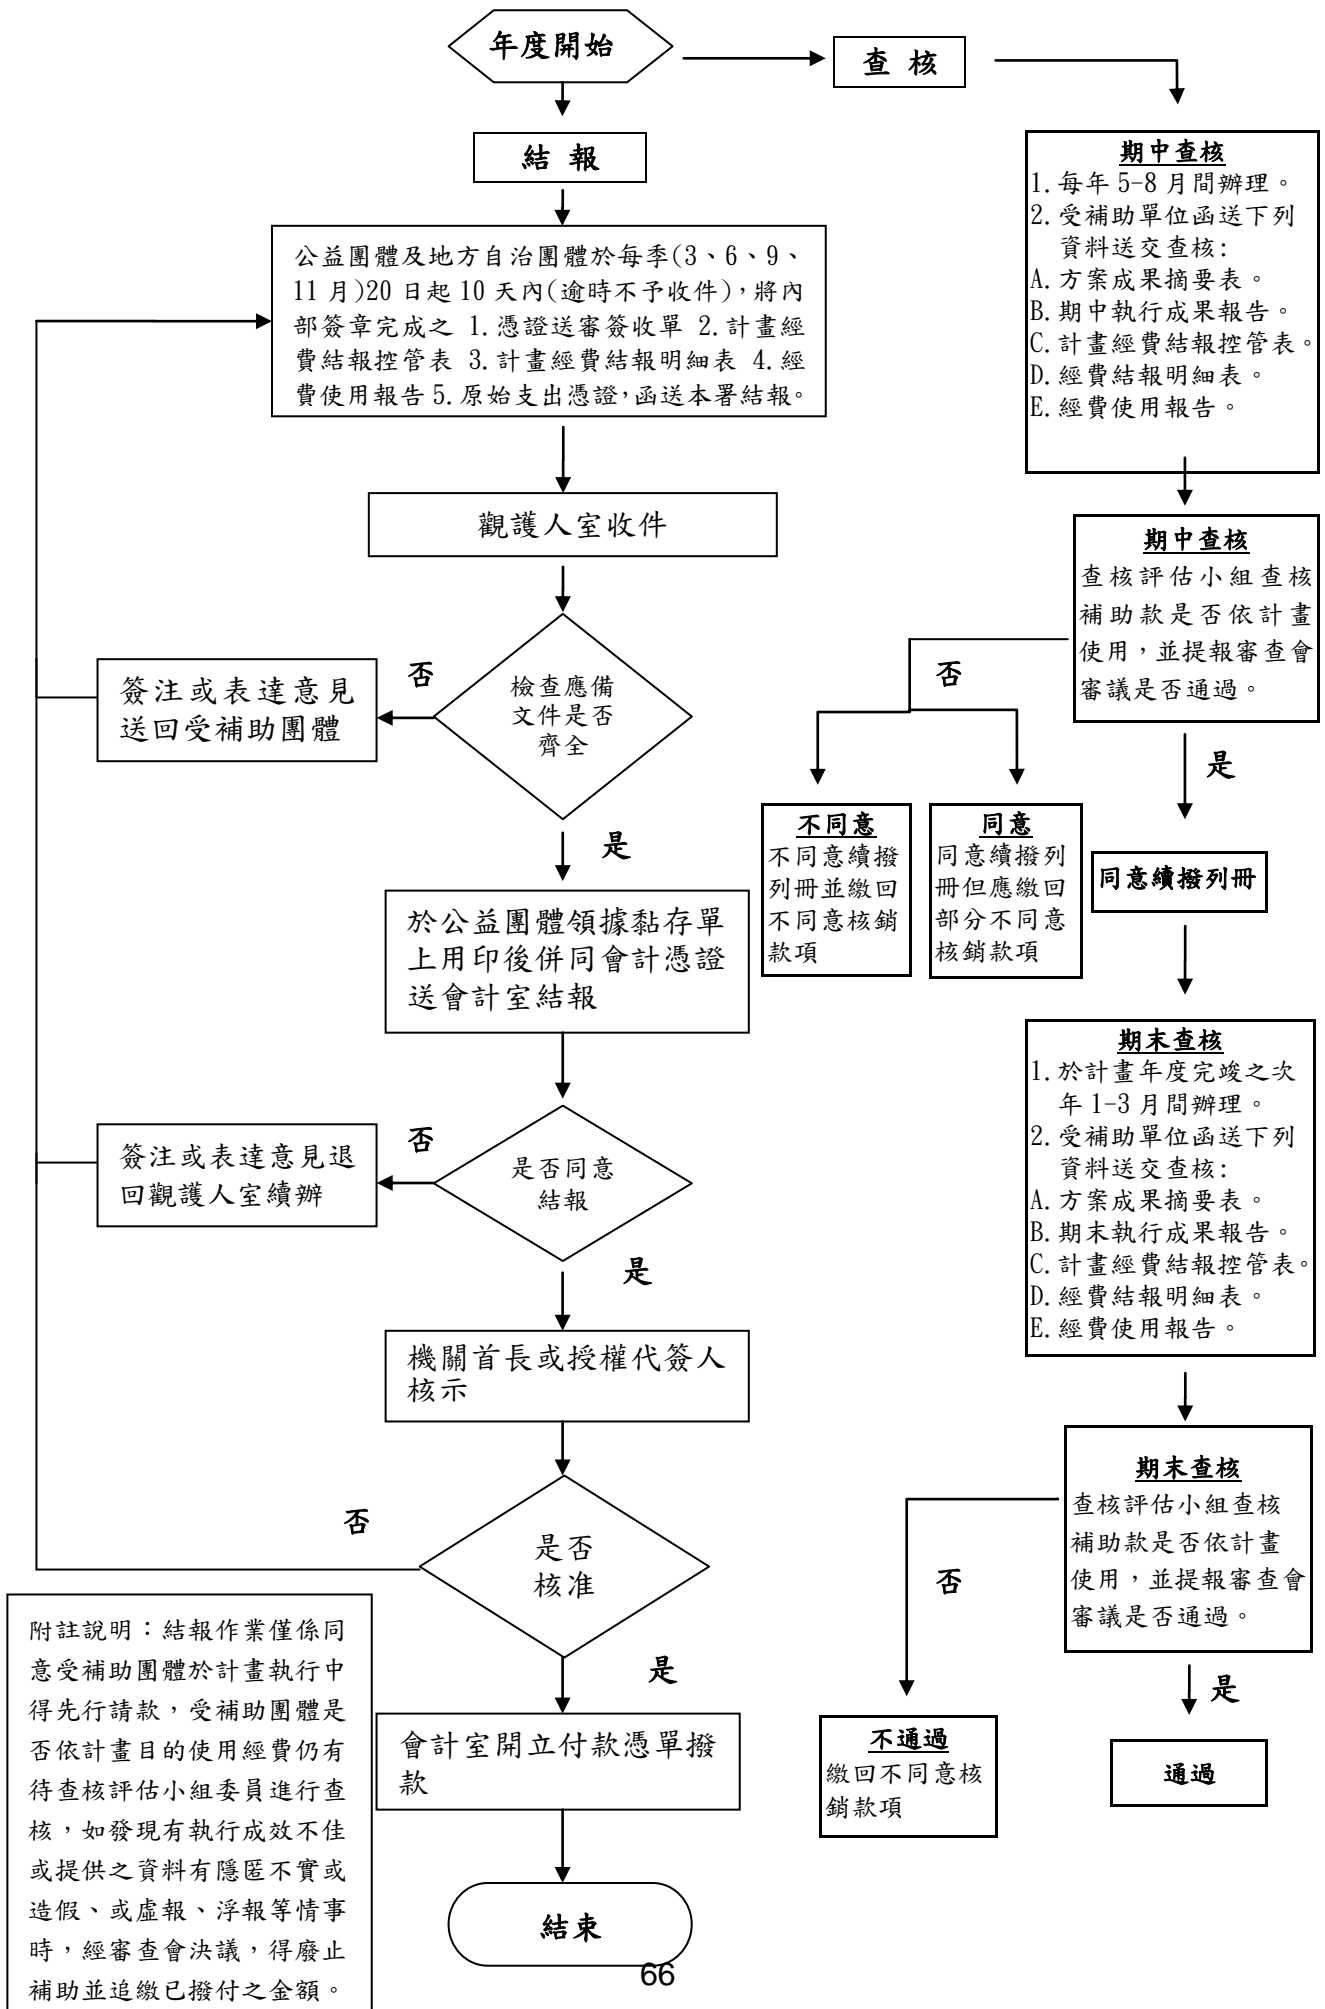 年度開始
查 核
結 報
公益團體及地方自治團體於每季(3、6、9、
11 月)20 日起 10 天內(逾時不予收件),將內
部簽章完成之 1.憑證送審簽收單 2.計畫經
費結報控管表 3.計畫經費結報明細表 4.經
費使用報告 5.原始支出憑證,函送本署結報。
觀護人室收件
檢查應備
文件是否
齊全
否
簽注或表達意見
送回受補助團體
是
於公益團體領據黏存單
上用印後併同會計憑證
送會計室結報
是否同意
結報
否
簽注或表達意見退
回觀護人室續辦
是
機關首長或授權代簽人
核示
是否
核准
否
是
會計室開立付款憑單撥
款
結束
附註說明：結報作業僅係同
意受補助團體於計畫執行中
得先行請款，受補助團體是
否依計畫目的使用經費仍有
待查核評估小組委員進行查
核，如發現有執行成效不佳
或提供之資料有隱匿不實或
造假、或虛報、浮報等情事
時，經審查會決議，得廢止
補助並追繳已撥付之金額。
期中查核
1.每年 5-8 月間辦理。
2.受補助單位函送下列
資料送交查核:
A.方案成果摘要表。
B.期中執行成果報告。
C.計畫經費結報控管表。
D.經費結報明細表。
E.經費使用報告。
期中查核
查核評估小組查核
補助款是否依計畫
使用，並提報審查會
審議是否通過。
否
是
不同意
不同意續撥
列冊並繳回
不同意核銷
款項
同意
同意續撥列
冊但應繳回
部分不同意
核銷款項
同意續撥列冊
期末查核
1.於計畫年度完竣之次
年 1-3 月間辦理。
2.受補助單位函送下列
資料送交查核:
A.方案成果摘要表。
B.期末執行成果報告。
C.計畫經費結報控管表。
D.經費結報明細表。
E.經費使用報告。
期末查核
查核評估小組查核
補助款是否依計畫
使用，並提報審查會
審議是否通過。
否
是
不通過
繳回不同意核
銷款項
通過
66